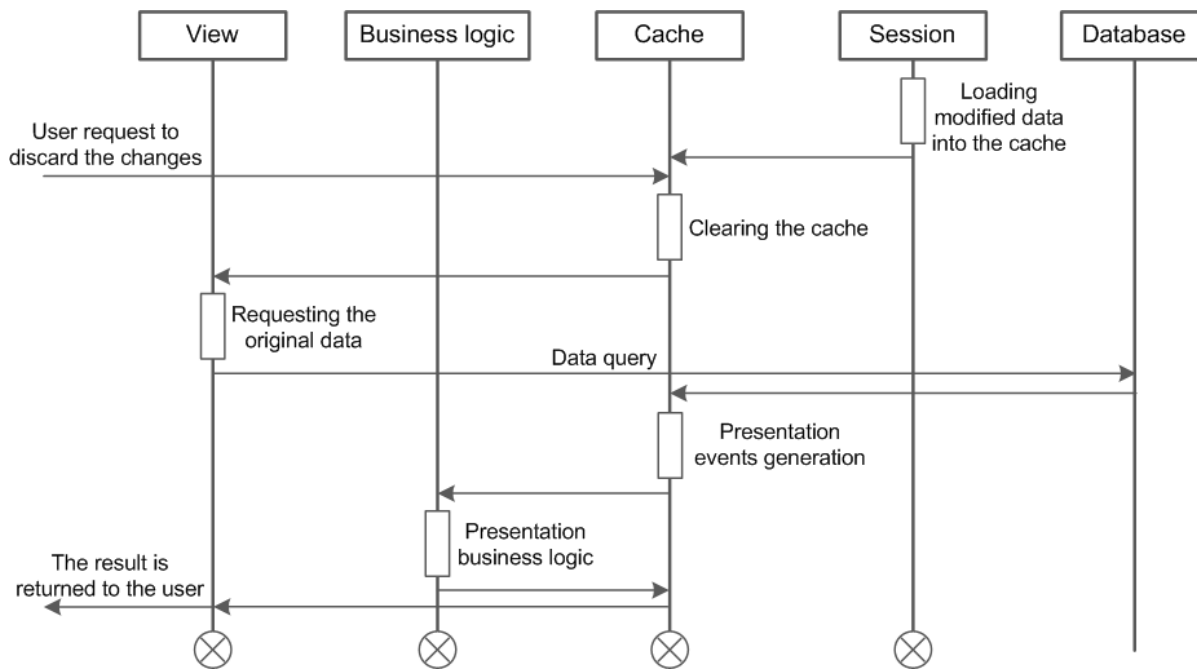 View
Business logic
Cache
Session
Database
Loading
modified data
into the cache
User request to
discard the changes
Clearing the cache
Requesting the
original data
Data query
Presentation
events generation
Presentation
business logic
The result is
returned to the user